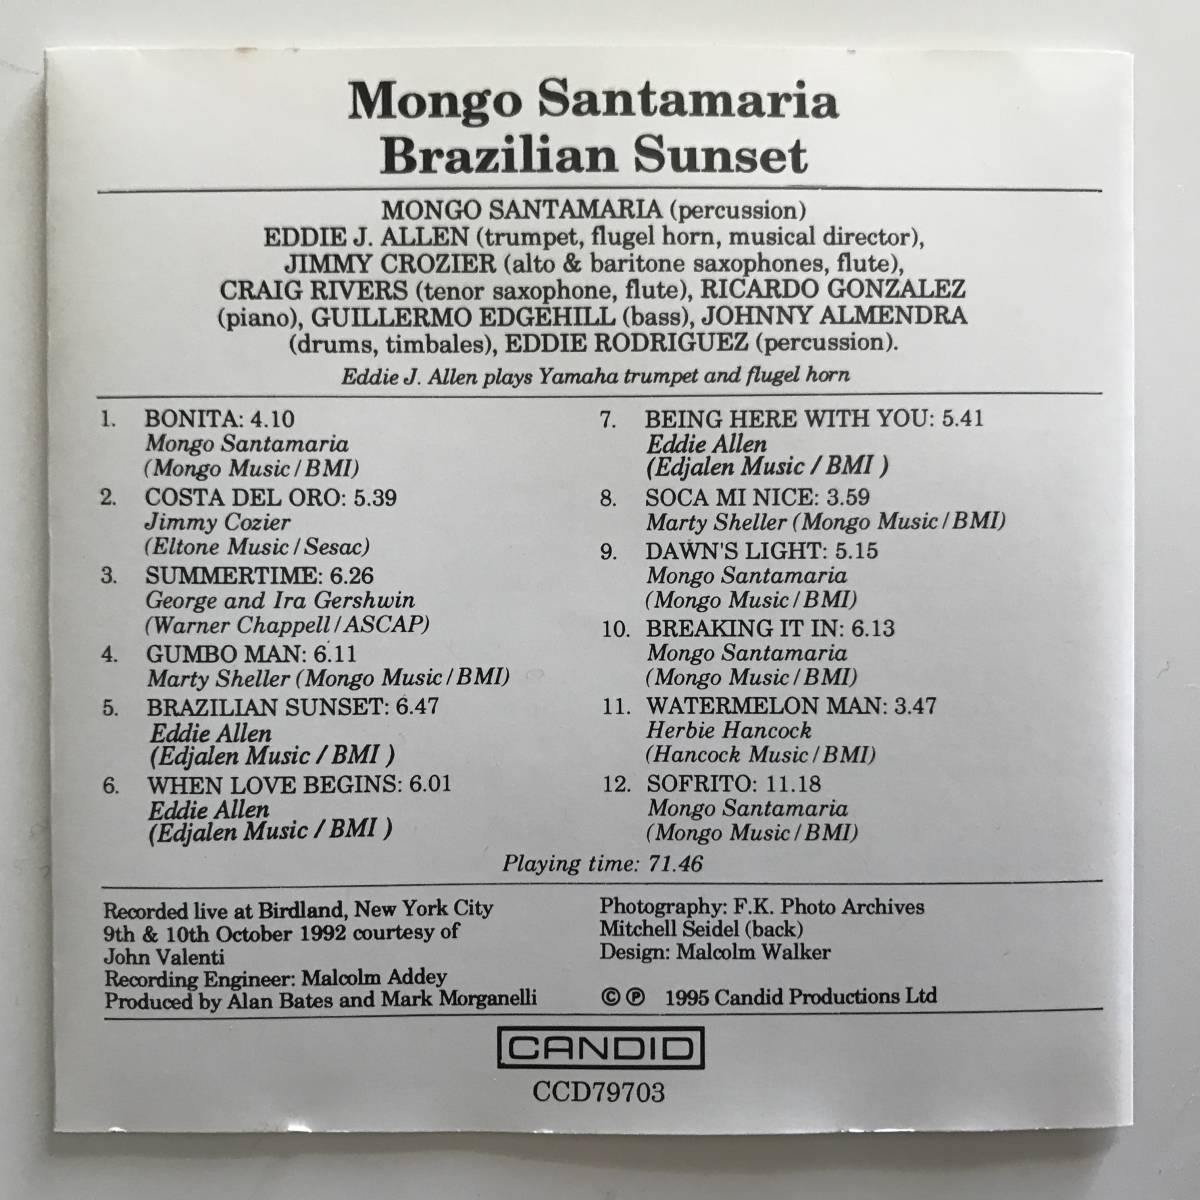 Mongo Santamaria
Brazilian Sunset
MONGO SANTAMARIA (percussion)
EDDIE J. ALLEN (trumpet, flugel horn, musical director),
JIMMY CROZIER (alto & baritone saxophones, flute),
CRAIG RIVERS (tenor saxophone, flute), RICARDO GONZALEZ
(piano), GUILLERMO EDGEHILL (bass), JOHNNY ALMENDRA
(drums, timbales), EDDIE RODRIGUEZ (percussion).
Eddie J. Allen plays Yamaha trumpet and flugel horn
1. BONITA: 4.10
Mongo Santamaria
(Mongo Music/BMI)
2. COSTA DEL ORO: 5.39
Jimmy Cozier
(Eltone Music/Sesac)
3. SUMMERTIME: 6.26
George and Ira Gershwin
(Warner Chappell/ASCAP)
4. GUMBO MAN: 6.11
Marty Sheller (Mongo Music/BMI)
5. BRAZILIAN SUNSET: 6.47
Eddie Allen
(Edjalen Music / BMI )
6. WHEN LOVE BEGINS: 6.01
Eddie Allen
(Edjalen Music / BMI )
7. BEING HERE WITH YOU: 5.41
Eddie Allen
(Edjalen Music / BMI )
8. SOCA MI NICE: 3.59
Marty Sheller (Mongo Music/BMI)
9. DAWN'S LIGHT: 5.15
Mongo Santamaria
(Mongo Music/BMI)
10. BREAKING IT IN: 6.13
Mongo Santamaria
(Mongo Music/BMI)
11. WATERMELON MAN: 3.47
Herbie Hancock
(Hancock Music/BMI)
12. SOFRITO: 11.18
Mongo Santamaria
(Mongo Music/BMI)
Playing time: 71.46
Recorded live at Birdland, New York City
9th & 10th October 1992 courtesy of
John Valenti
Recording Engineer: Malcolm Addey
Produced by Alan Bates and Mark Morganelli
Photography: F.K. Photo Archives
Mitchell Seidel (back)
Design: Malcolm Walker
© ℗ 1995 Candid Productions Ltd
CANDID
CCD79703